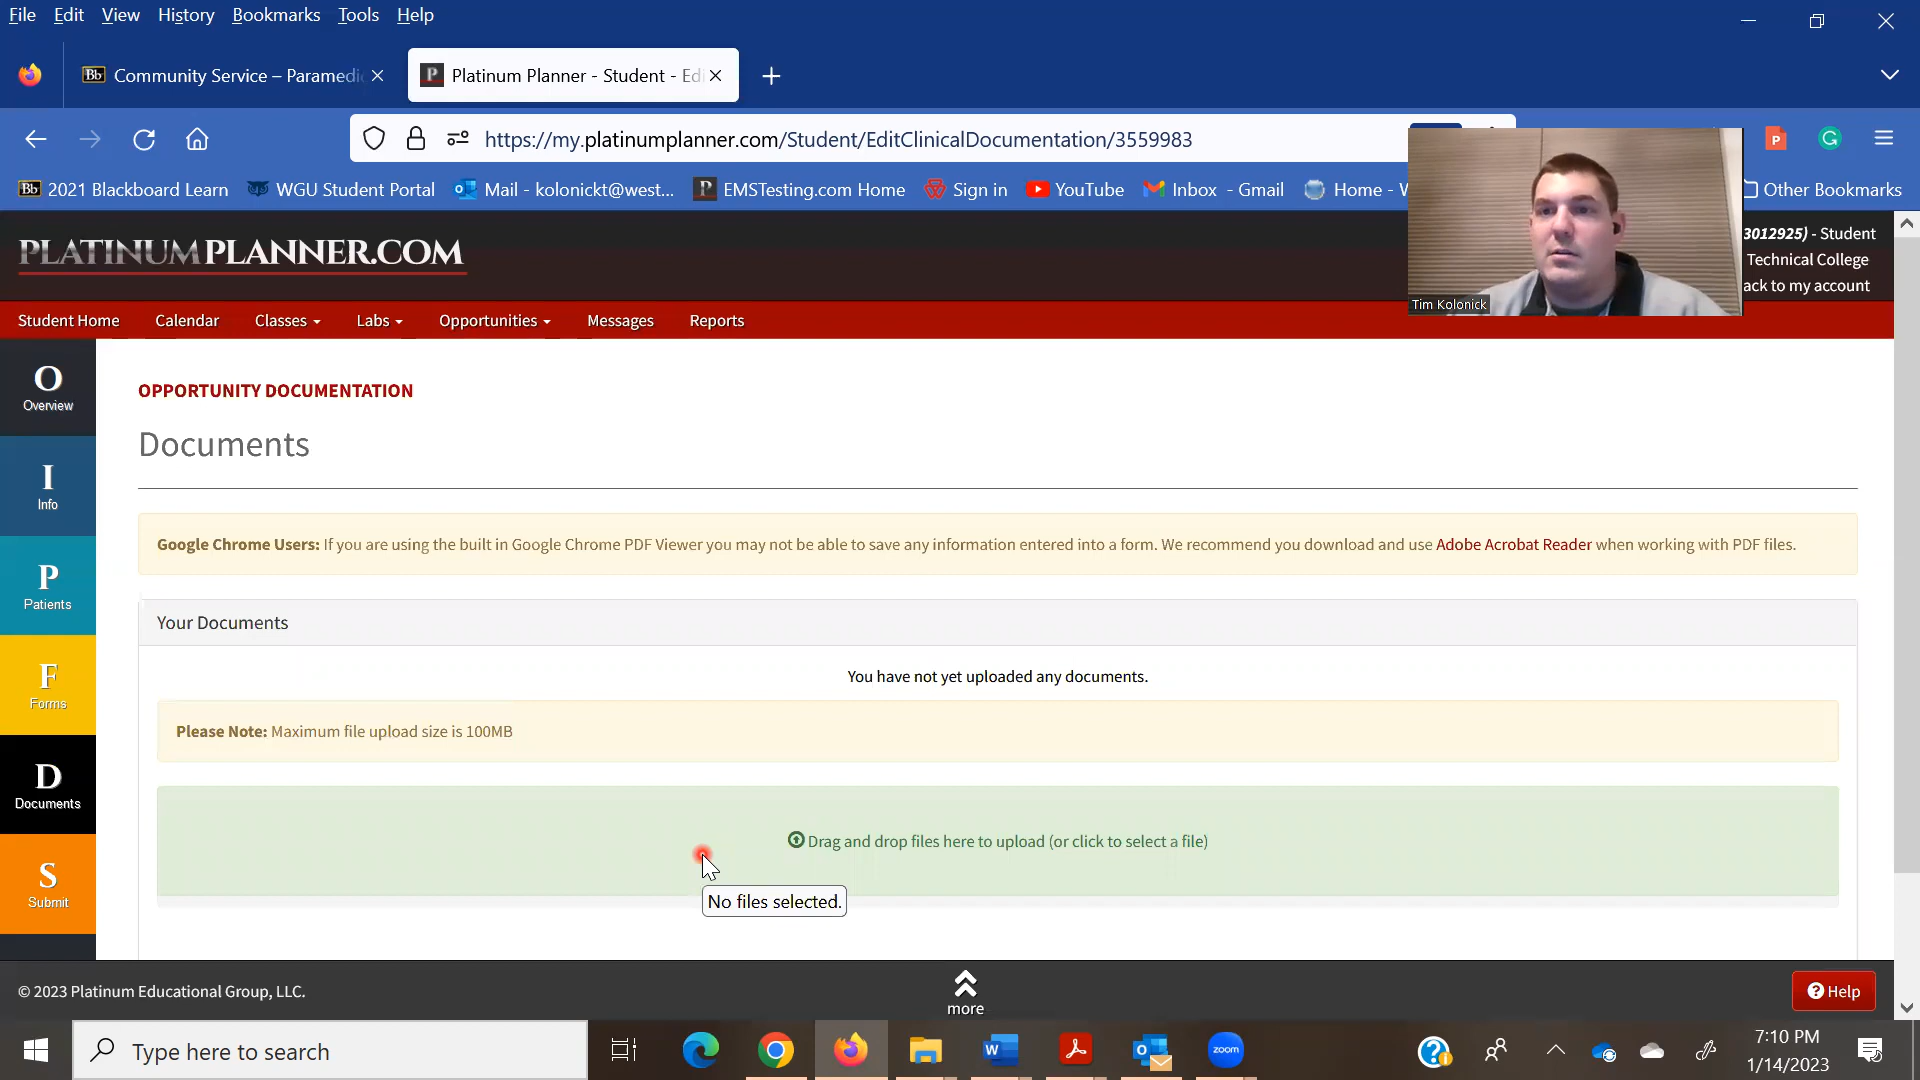 File Edit View History Bookmarks Tools Help
Bb Community Service – Paramedi
P Platinum Planner - Student - Edi
https://my.platinumplanner.com/Student/EditClinicalDocumentation/3559983
Bb 2021 Blackboard Learn WGU Student Portal Mail - kolonickt@west... P EMSTesting.com Home Sign in YouTube Inbox - Gmail Home - W Other Bookmarks
PLATINUMPLANNER.COM
3012925) - Student
Technical College
ack to my account
Tim Kolonick
Student Home Calendar Classes Labs Opportunities Messages Reports
O
Overview
I
Info
P
Patients
F
Forms
D
Documents
S
Submit
OPPORTUNITY DOCUMENTATION
Documents
Google Chrome Users: If you are using the built in Google Chrome PDF Viewer you may not be able to save any information entered into a form. We recommend you download and use Adobe Acrobat Reader when working with PDF files.
Your Documents
You have not yet uploaded any documents.
Please Note: Maximum file upload size is 100MB
Drag and drop files here to upload (or click to select a file)
No files selected.
© 2023 Platinum Educational Group, LLC.
more
Help
Type here to search
zoom
7:10 PM
1/14/2023